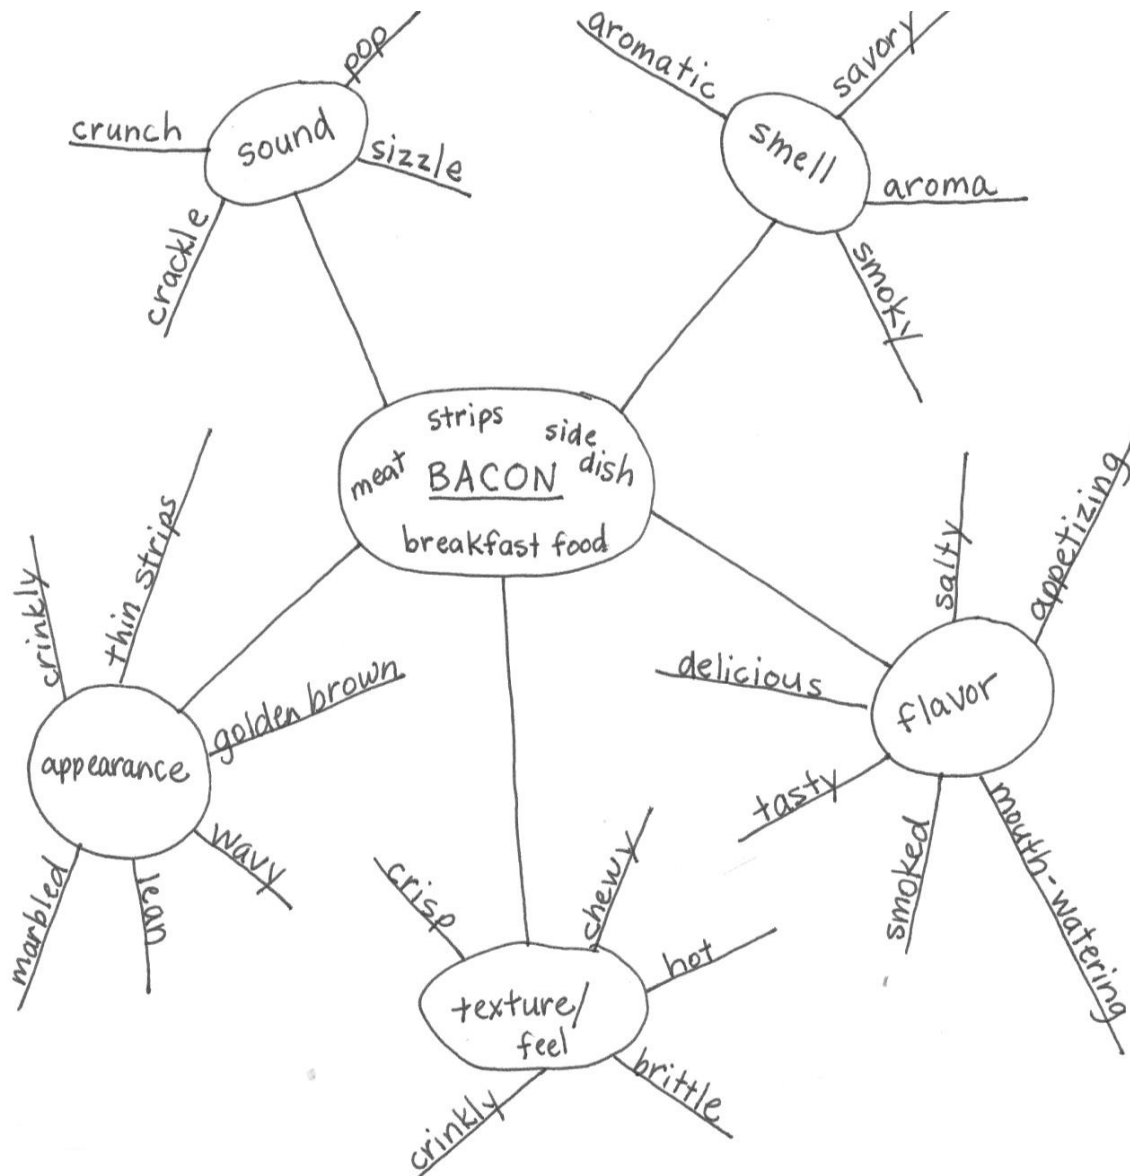 pop
crunch
sound
sizzle
crackle
aromatic
savory
smell
aroma
smoky
strips
side
dish
meat
BACON
breakfast food
crinkly
thin strips
golden brown
appearance
wavy
lean
marbled
salty
appetizing
delicious
flavor
tasty
smoked
mouth-watering
crisp
chewy
hot
texture/
feel
brittle
crinkly